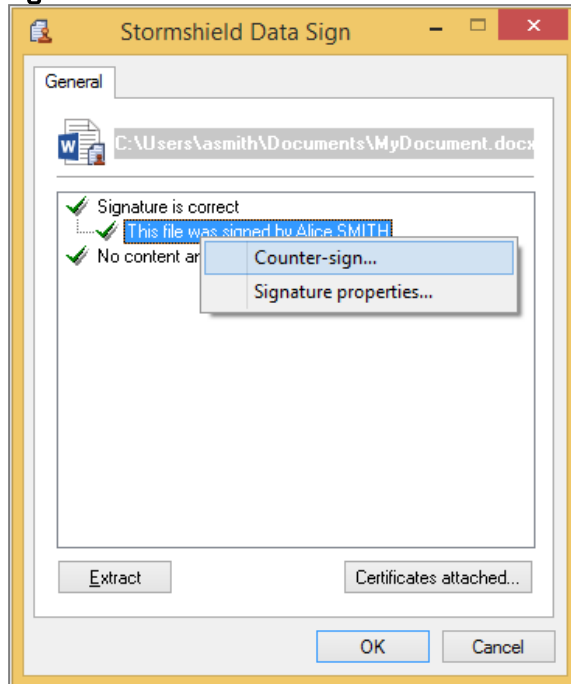 Stormshield Data Sign
General
C:\Users\asmith\Documents\MyDocument.docx
Signature is correct
This file was signed by Alice SMITH
No content an
Counter-sign...
Signature properties...
Extract
Certificates attached...
OK
Cancel